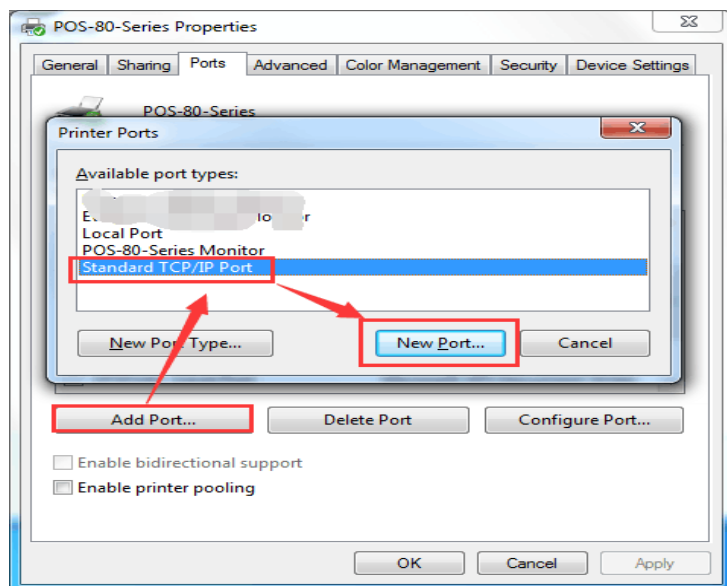 POS-80-Series Properties
General Sharing Ports Advanced Color Management Security Device Settings
POS-80-Series
Printer Ports
Available port types:
Local Port
POS-80-Series Monitor
Standard TCP/IP Port
New Port Type... New Port... Cancel
Add Port... Delete Port Configure Port...
Enable bidirectional support
Enable printer pooling
OK Cancel Apply